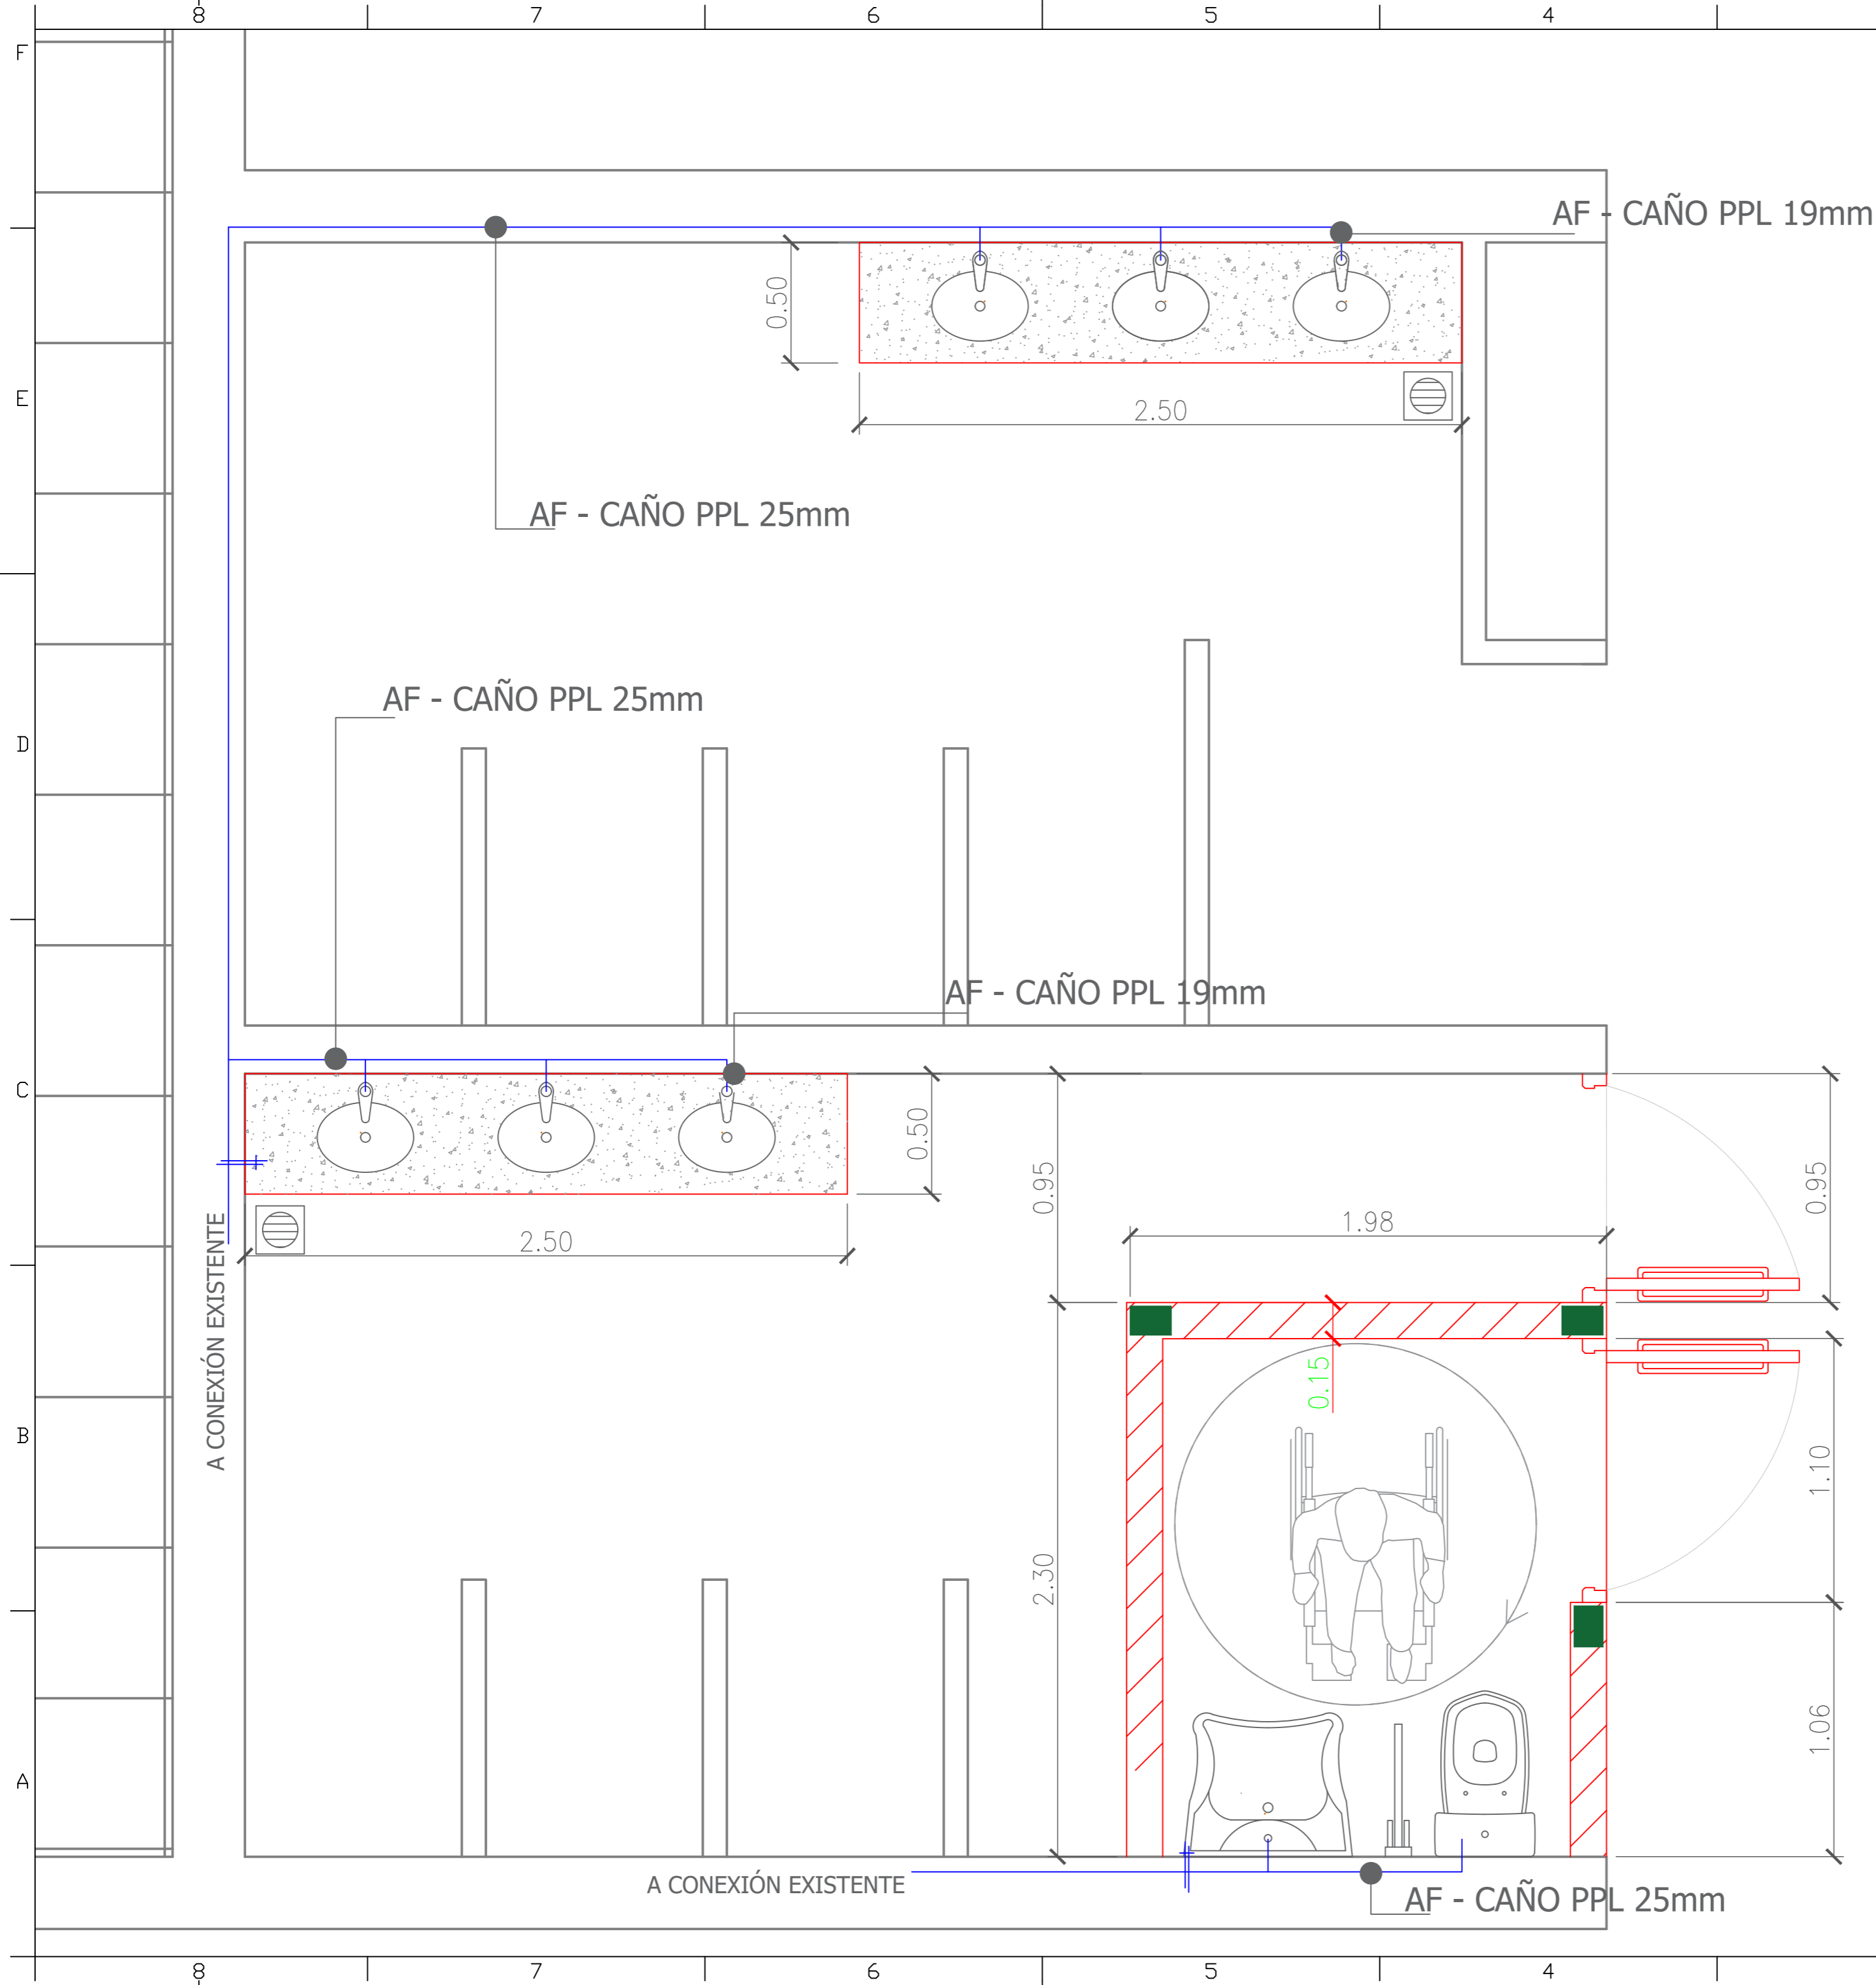 8 7 6 5 4
F
AF - CAÑO PPL 19mm
0.50
E
2.50
AF - CAÑO PPL 25mm
AF - CAÑO PPL 25mm
D
AF - CAÑO PPL 19mm
C
0.50
0.95
0.95
A CONEXIÓN EXISTENTE
2.50
1.98
0.15
B
1.10
2.30
1.06
A
A CONEXIÓN EXISTENTE
AF - CAÑO PPL 25mm
8 7 6 5 4